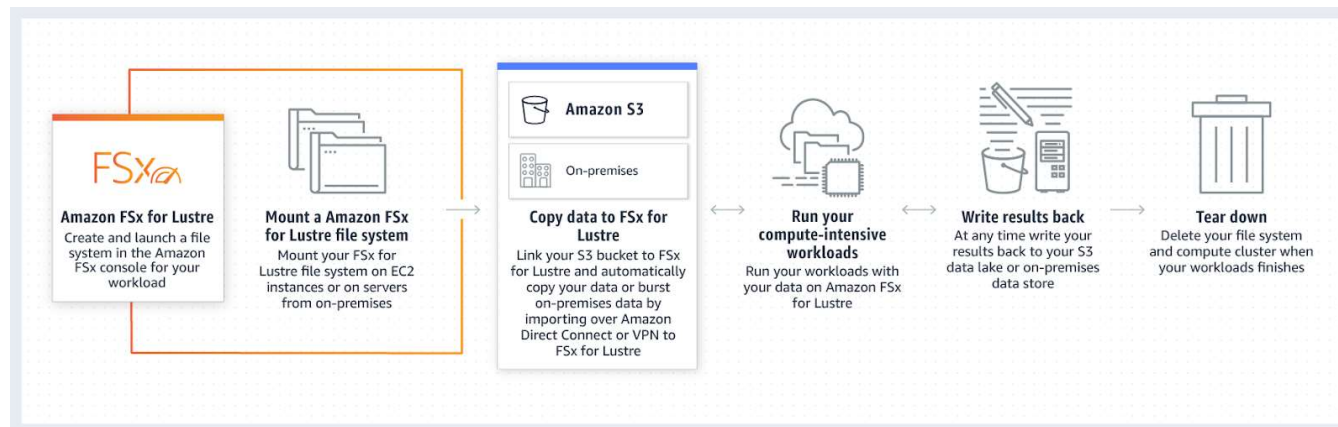 FSx
Amazon FSx for Lustre
Create and launch a file
system in the Amazon
FSx console for your
workload
Mount a Amazon FSx
for Lustre file system
Mount your FSx for
Lustre file system on EC2
instances or on servers
from on-premises
Amazon S3
On-premises
Copy data to FSx for
Lustre
Link your S3 bucket to FSx
for Lustre and automatically
copy your data or burst
on-premises data by
importing over Amazon
Direct Connect or VPN to
FSx for Lustre
Run your
compute-intensive
workloads
Run your workloads with
your data on Amazon FSx
for Lustre
Write results back
At any time write your
results back to your S3
data lake or on-premises
data store
Tear down
Delete your file system
and compute cluster when
your workloads finishes